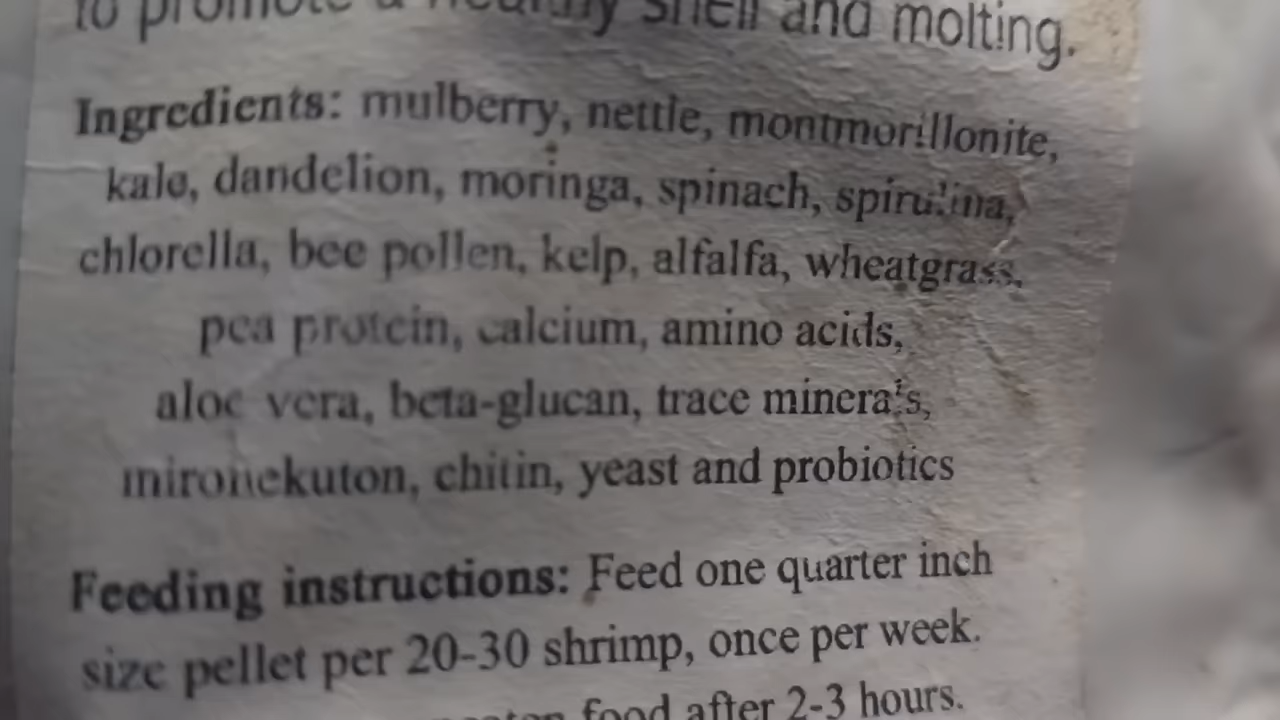 to promote a healthy shell and molting.
Ingredients: mulberry, nettle, montmorillonite,
kale, dandelion, moringa, spinach, spirulina,
chlorella, bee pollen, kelp, alfalfa, wheatgrass,
pea protein, calcium, amino acids,
aloe vera, beta-glucan, trace minerals,
mironekuton, chitin, yeast and probiotics
Feeding instructions: Feed one quarter inch
size pellet per 20-30 shrimp, once per week.
food after 2-3 hours.